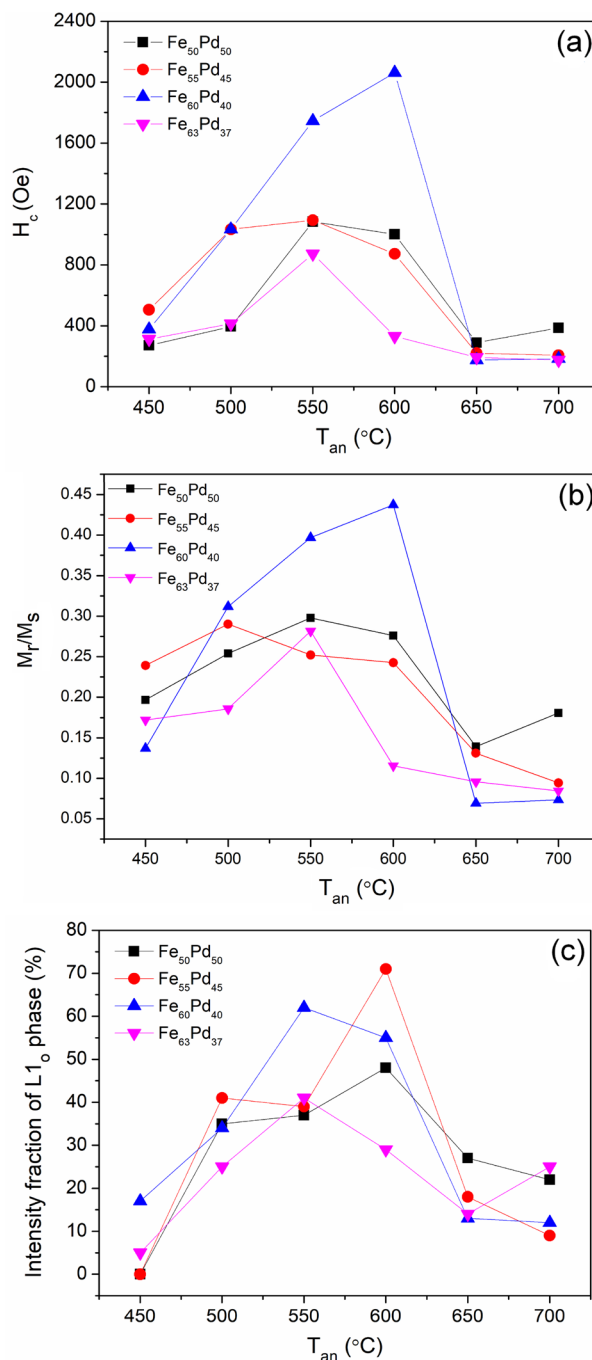 (a)
Fe50Pd50
Fe55Pd45
Fe60Pd40
Fe63Pd37
2400
2000
1600
1200
800
400
0
Hc (Oe)
450 500 550 600 650 700
Tan (°C)
(b)
Fe50Pd50
Fe55Pd45
Fe60Pd40
Fe63Pd37
0.45
0.40
0.35
0.30
0.25
0.20
0.15
0.10
0.05
Mr/Ms
450 500 550 600 650 700
Tan (°C)
(c)
Fe50Pd50
Fe55Pd45
Fe60Pd40
Fe63Pd37
80
70
60
50
40
30
20
10
0
Intensity fraction of L1o phase (%)
450 500 550 600 650 700
Tan (°C)